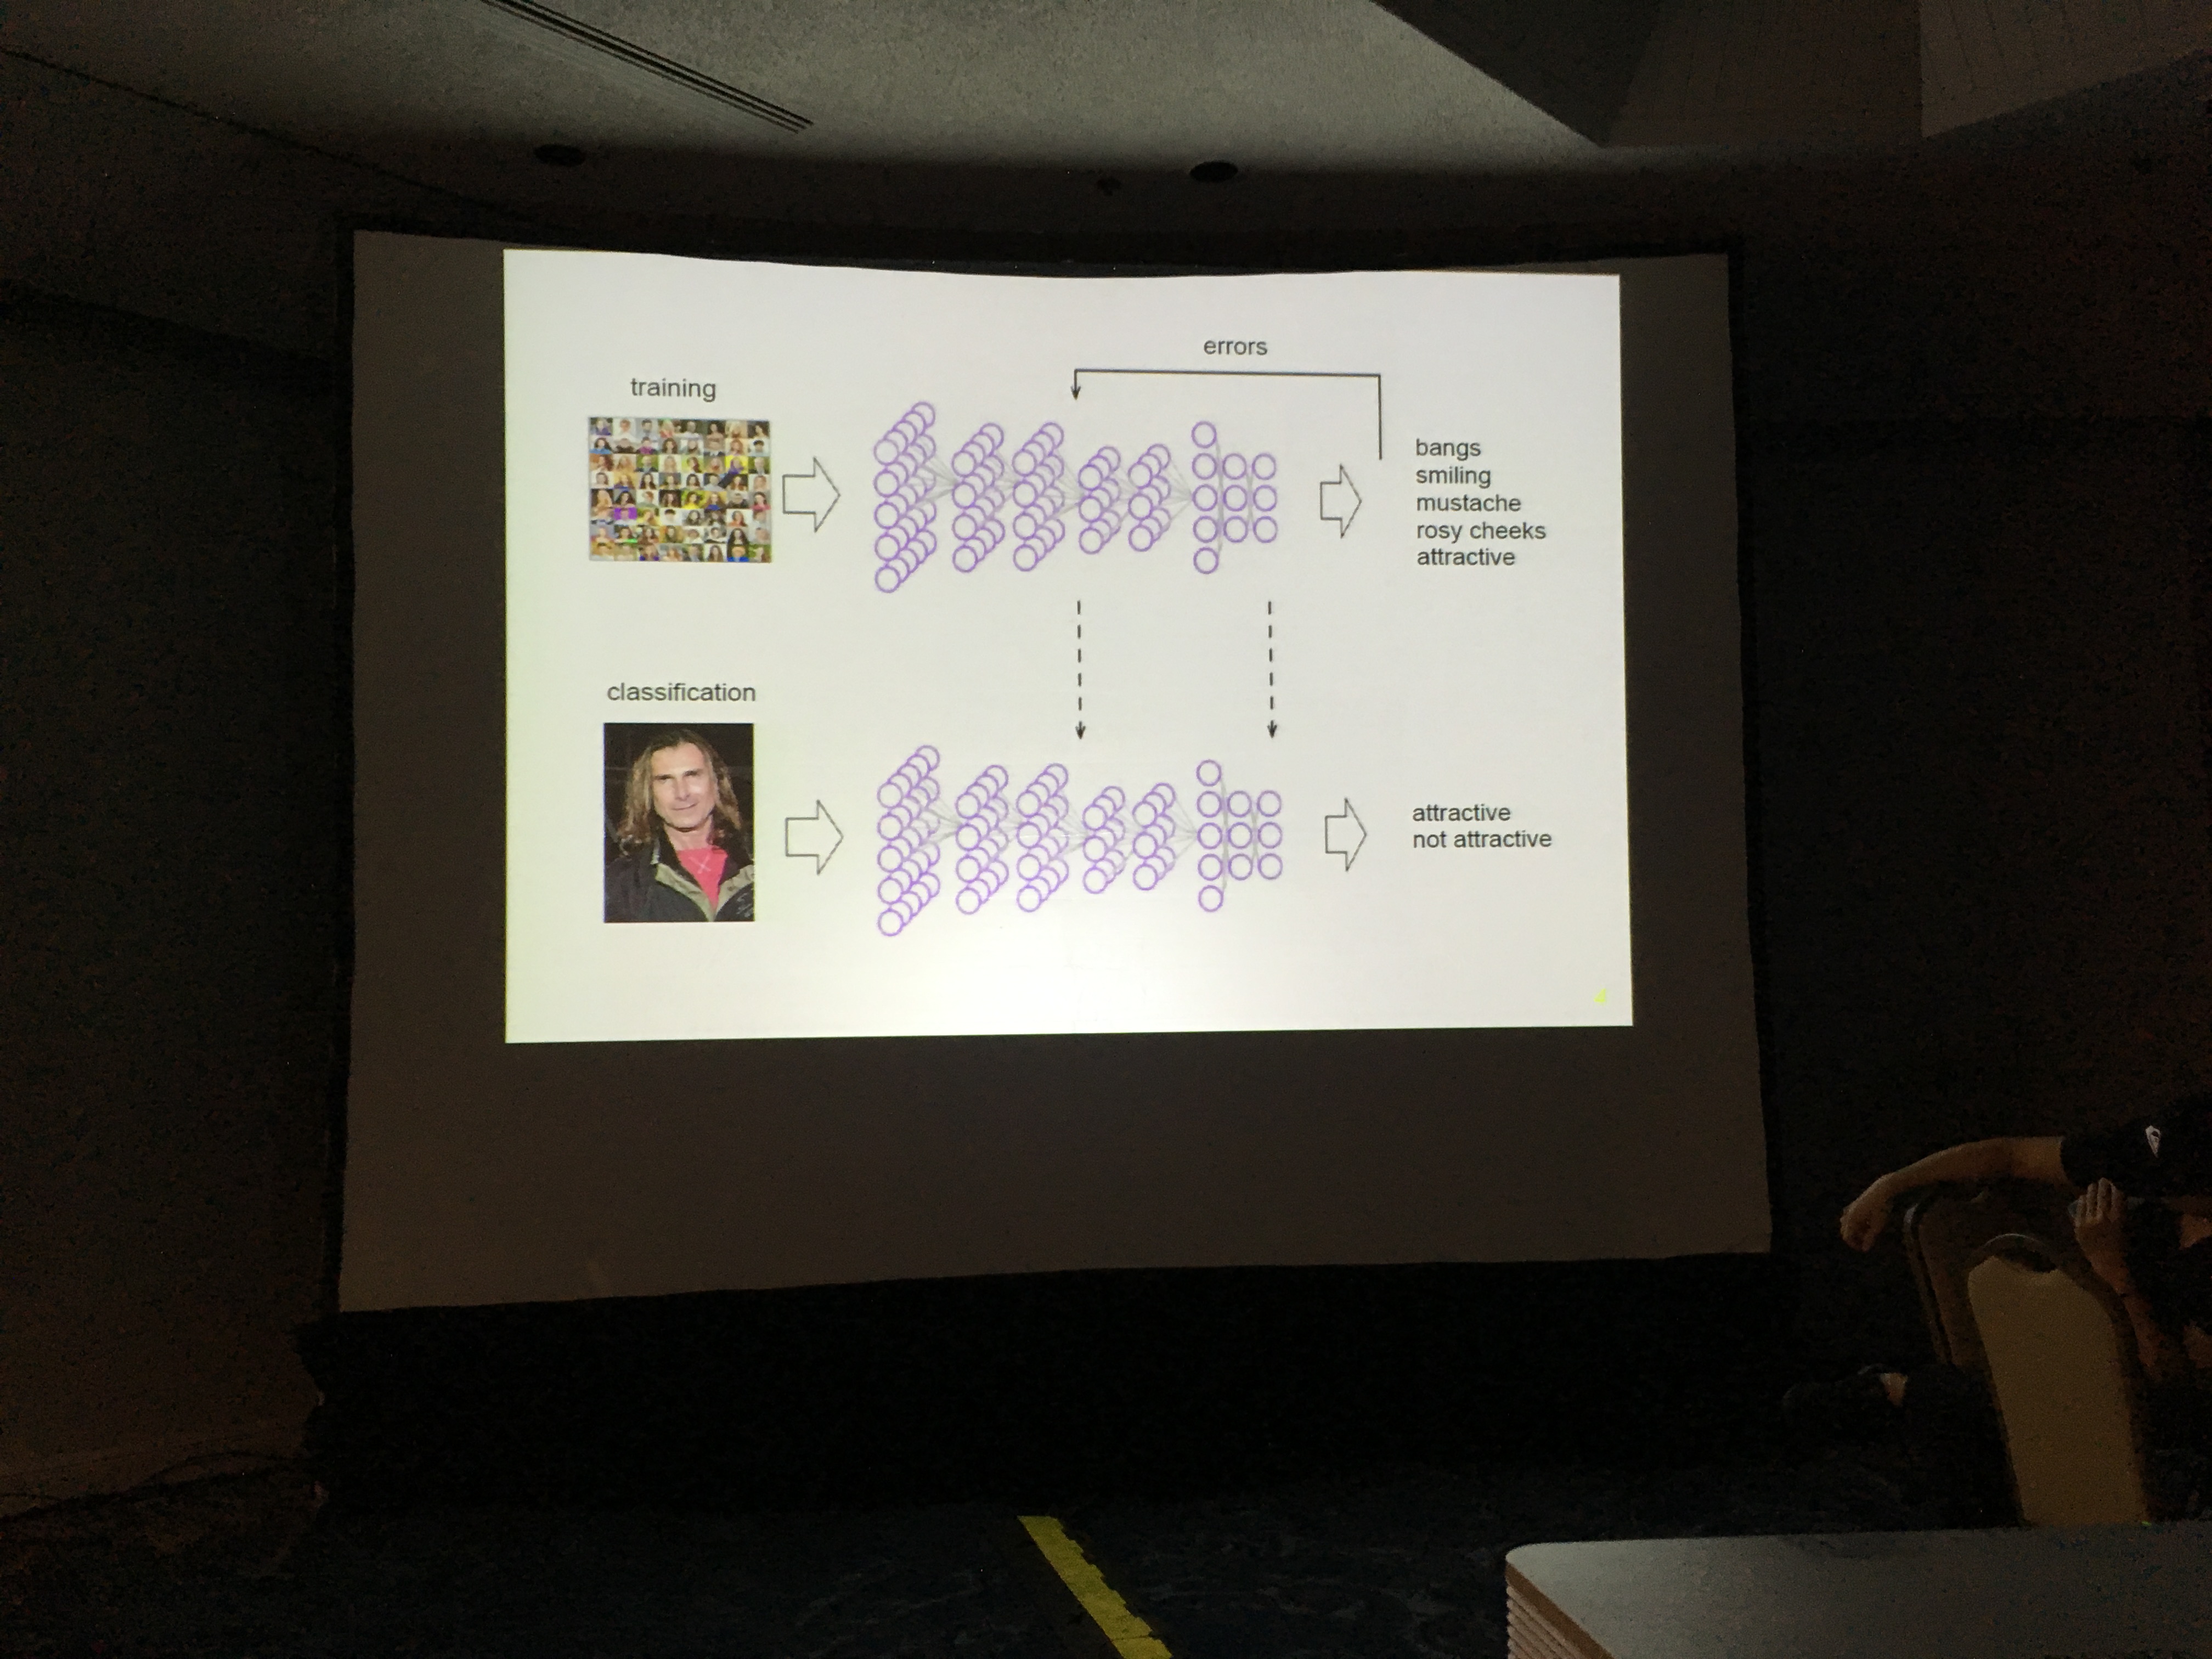 errors
training
bangs
smiling
mustache
rosy cheeks
attractive
classification
attractive
not attractive